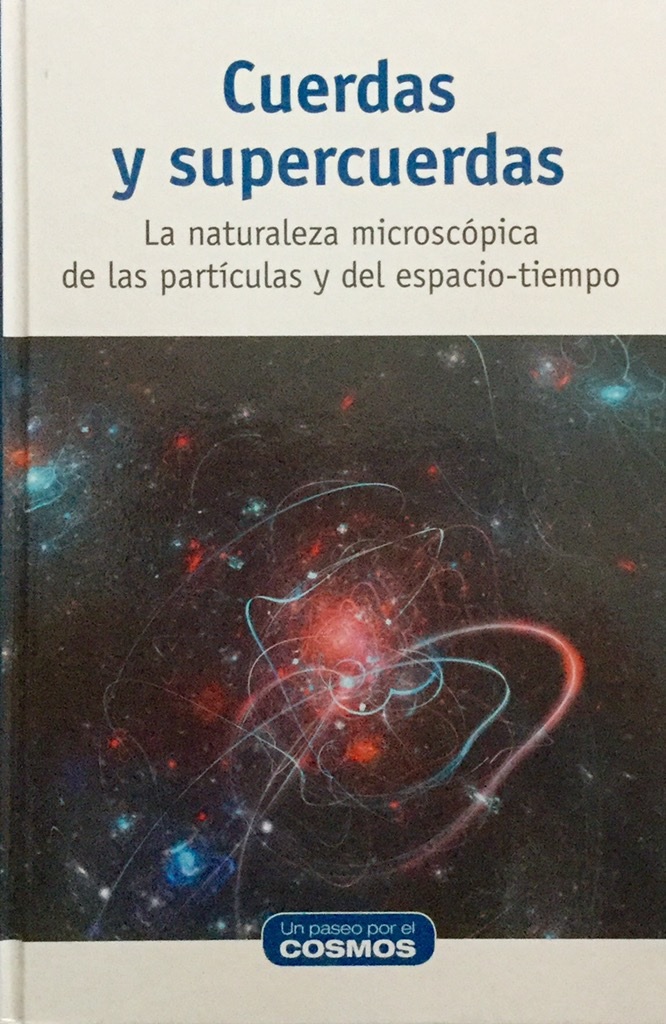 Cuerdas
y supercuerdas
La naturaleza microscópica
de las partículas y del espacio-tiempo
Un paseo por el
COSMOS